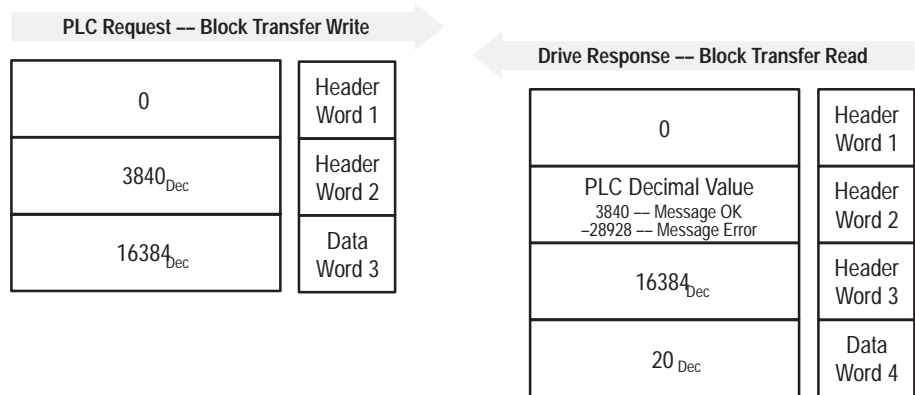 PLC Request –– Block Transfer Write
0
Header
Word 1
3840Dec
Header
Word 2
16384Dec
Data
Word 3
Drive Response –– Block Transfer Read
0
Header
Word 1
PLC Decimal Value
3840 –– Message OK
–28928 –– Message Error
Header
Word 2
16384Dec
Header
Word 3
20 Dec
Data
Word 4